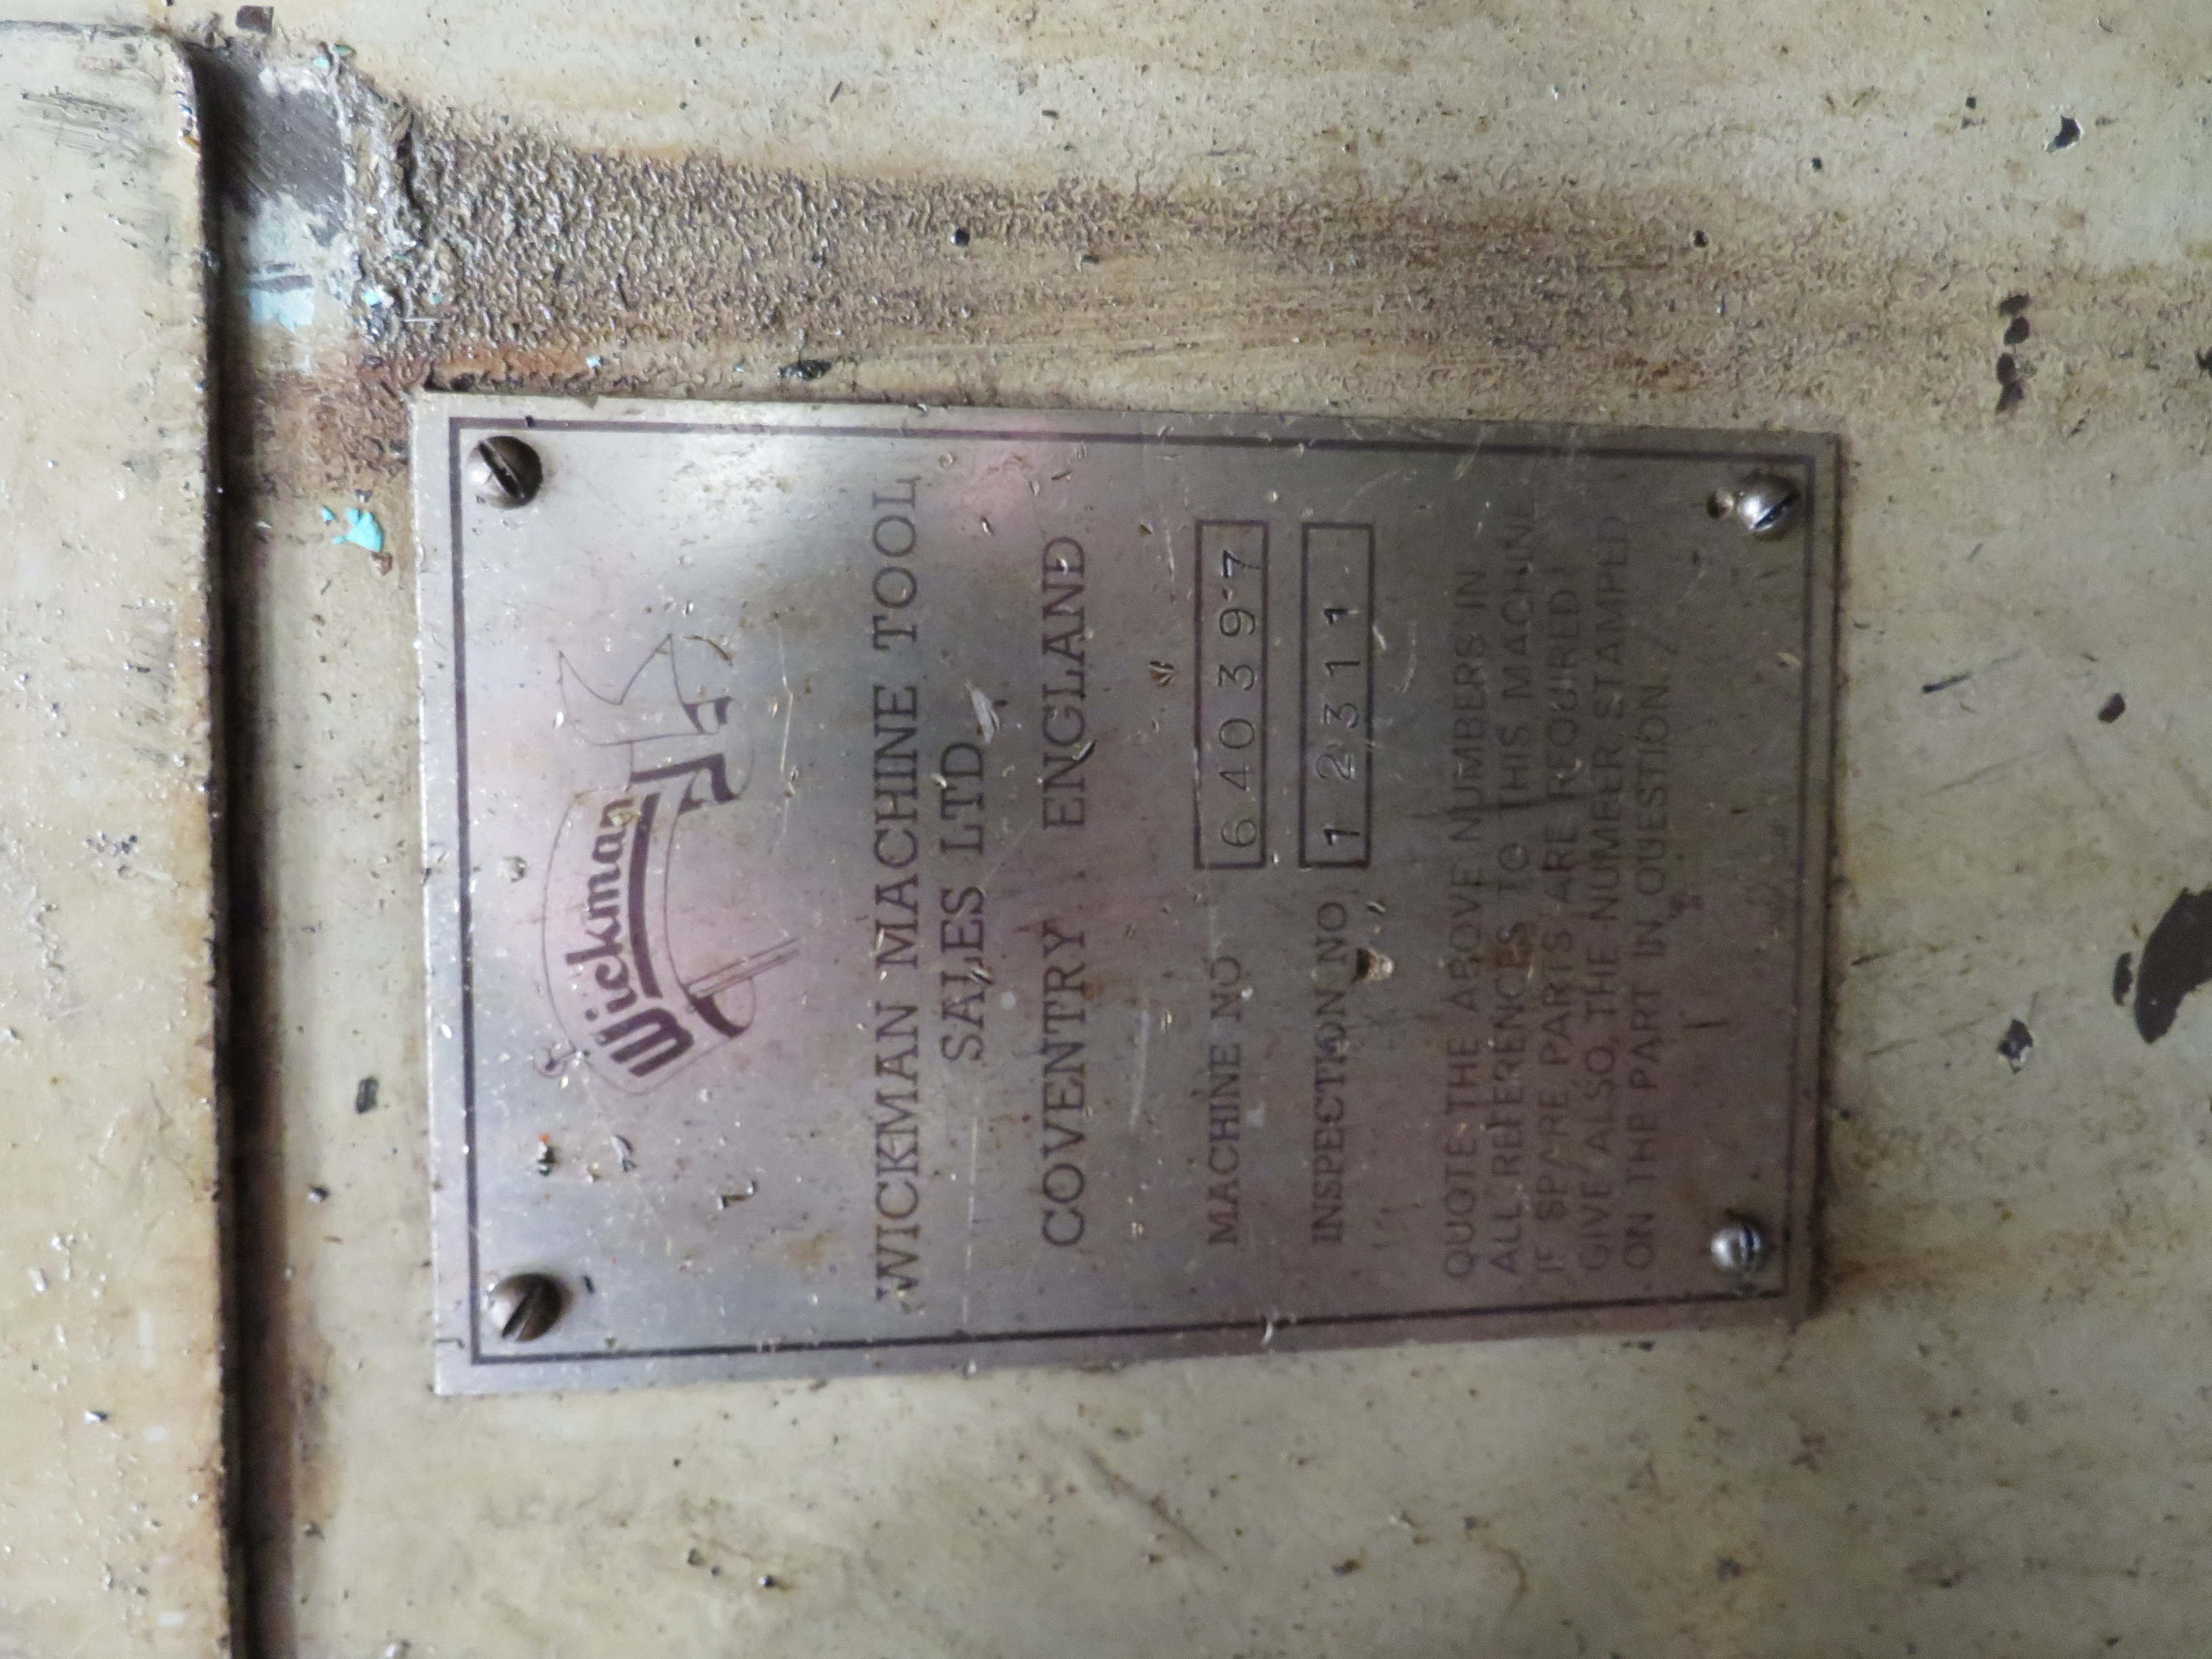 Wickman
WICKMAN MACHINE TOOL
SALES LTD.
COVENTRY ENGLAND
MACHINE NO 640397
INSPECTION NO 12311
QUOTE THE ABOVE NUMBERS IN
ALL REFERENCES TO THIS MACHINE
IF SPARE PARTS ARE REQUIRED
GIVE ALSO, THE NUMBER STAMPED
ON THE PART IN QUESTION.